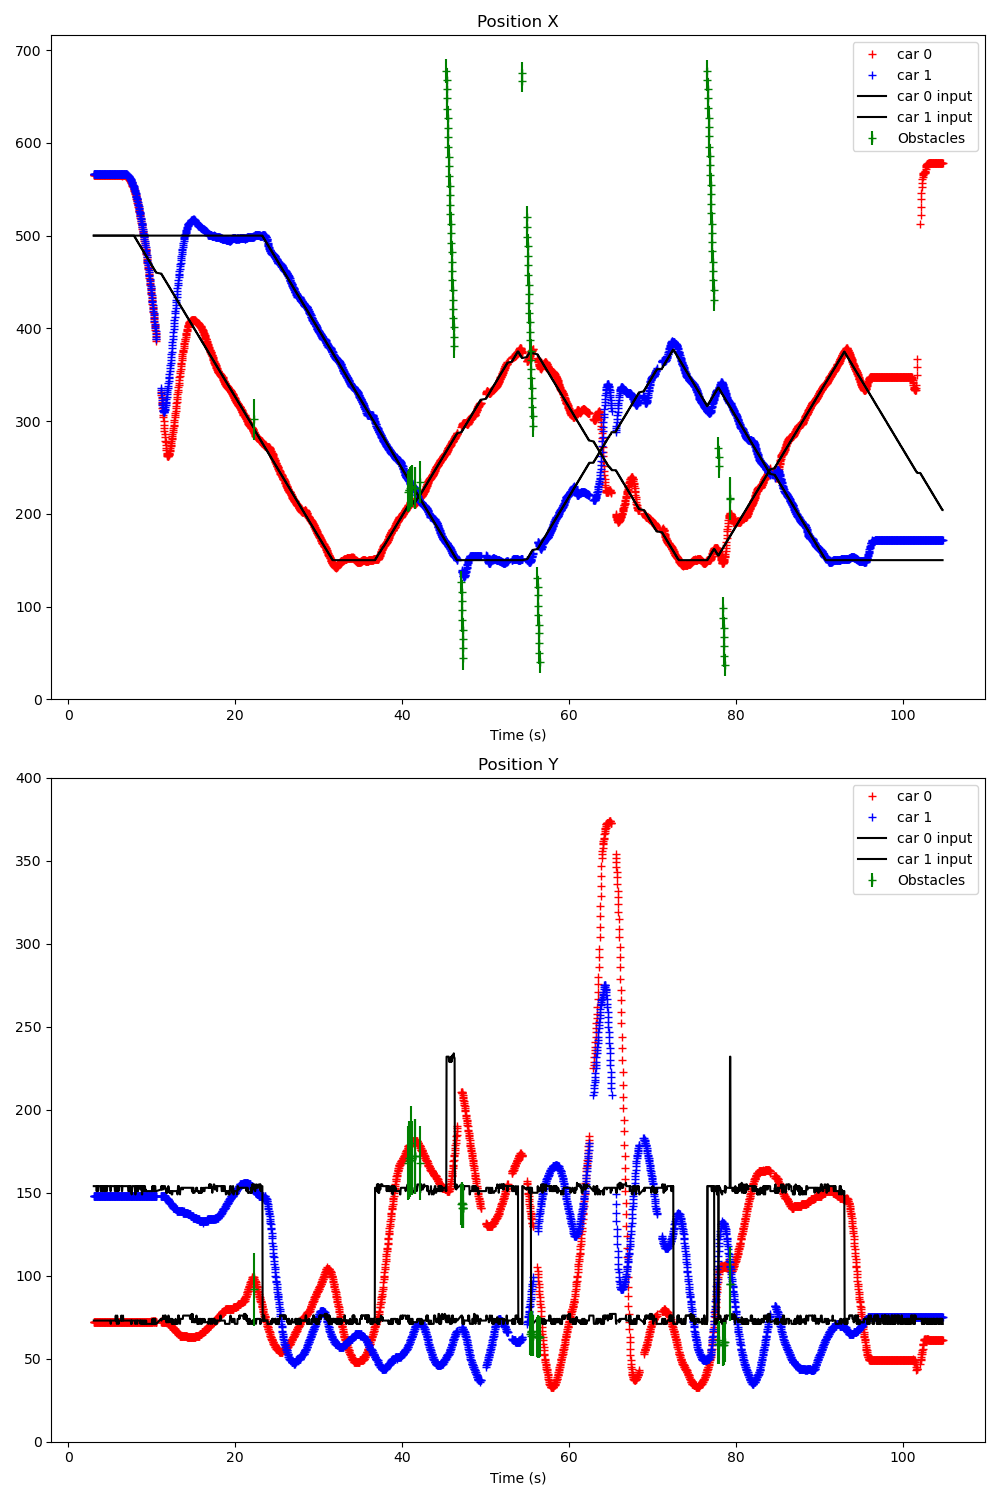 Position X
700
600
500
400
300
200
100
0
car 0
car 1
car 0 input
car 1 input
Obstacles
0 20 40 60 80 100
Time (s)
Position Y
400
350
300
250
200
150
100
50
0
car 0
car 1
car 0 input
car 1 input
Obstacles
0 20 40 60 80 100
Time (s)